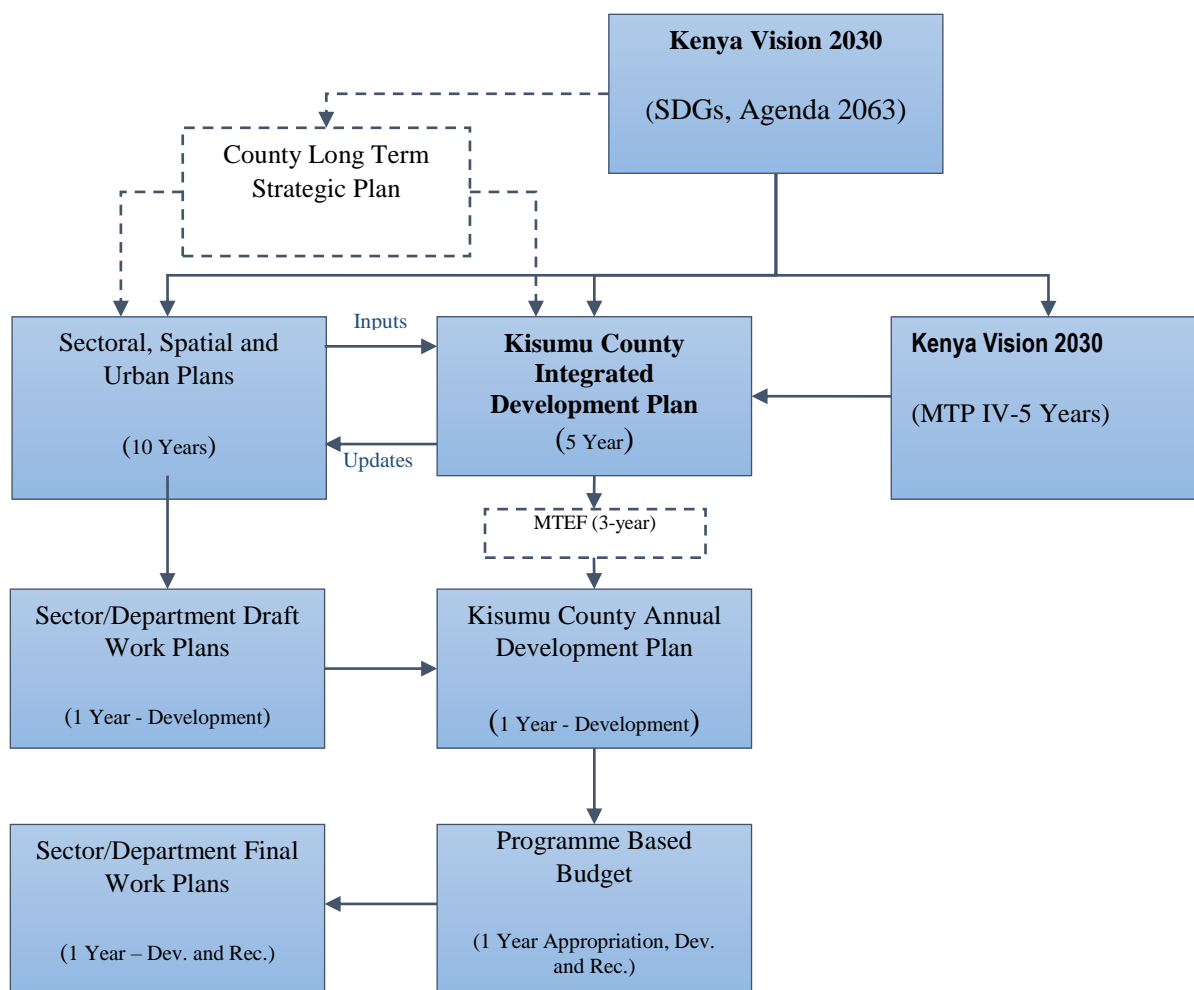 Kenya Vision 2030
(SDGs, Agenda 2063)
County Long Term
Strategic Plan
Sectoral, Spatial and
Urban Plans
(10 Years)
Inputs
Updates
Kisumu County
Integrated
Development Plan
(5 Year)
Kenya Vision 2030
(MTP IV-5 Years)
MTEF (3-year)
Sector/Department Draft
Work Plans
(1 Year - Development)
Kisumu County Annual
Development Plan
(1 Year - Development)
Sector/Department Final
Work Plans
(1 Year – Dev. and Rec.)
Programme Based
Budget
(1 Year Appropriation, Dev.
and Rec.)